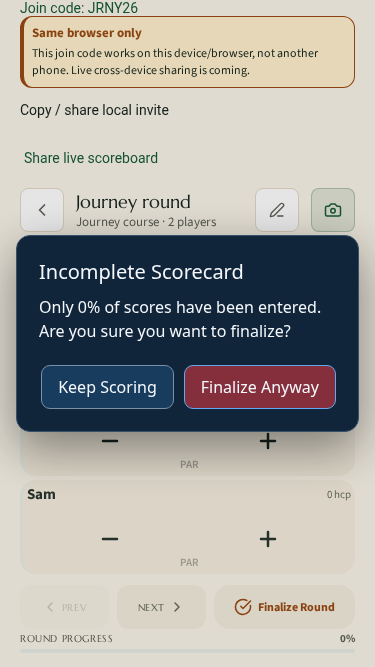 Join code: JRNY26
Same browser only
This join code works on this device/browser, not another
phone. Live cross-device sharing is coming.
Copy / share local invite
Share live scoreboard
Journey round
Journey course · 2 players
Incomplete Scorecard
Only 0% of scores have been entered.
Are you sure you want to finalize?
Keep Scoring
Finalize Anyway
PAR
Sam
0 hcp
PAR
PREV
NEXT
Finalize Round
ROUND PROGRESS
0%